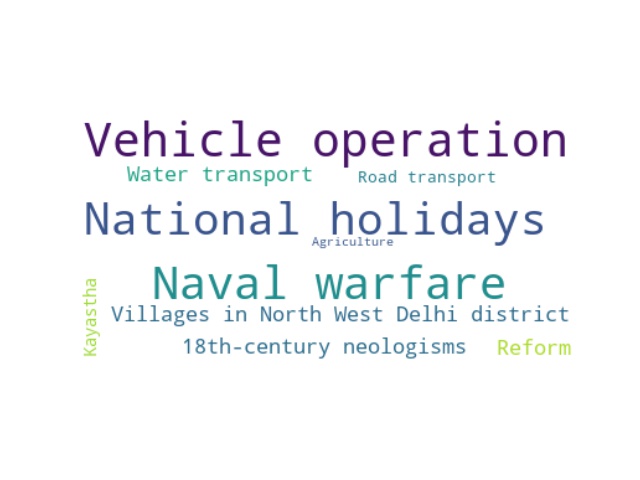 Vehicle operation
Water transport
Road transport
National holidays
Agriculture
Naval warfare
Kayastha
Villages in North West Delhi district
18th-century neologisms
Reform